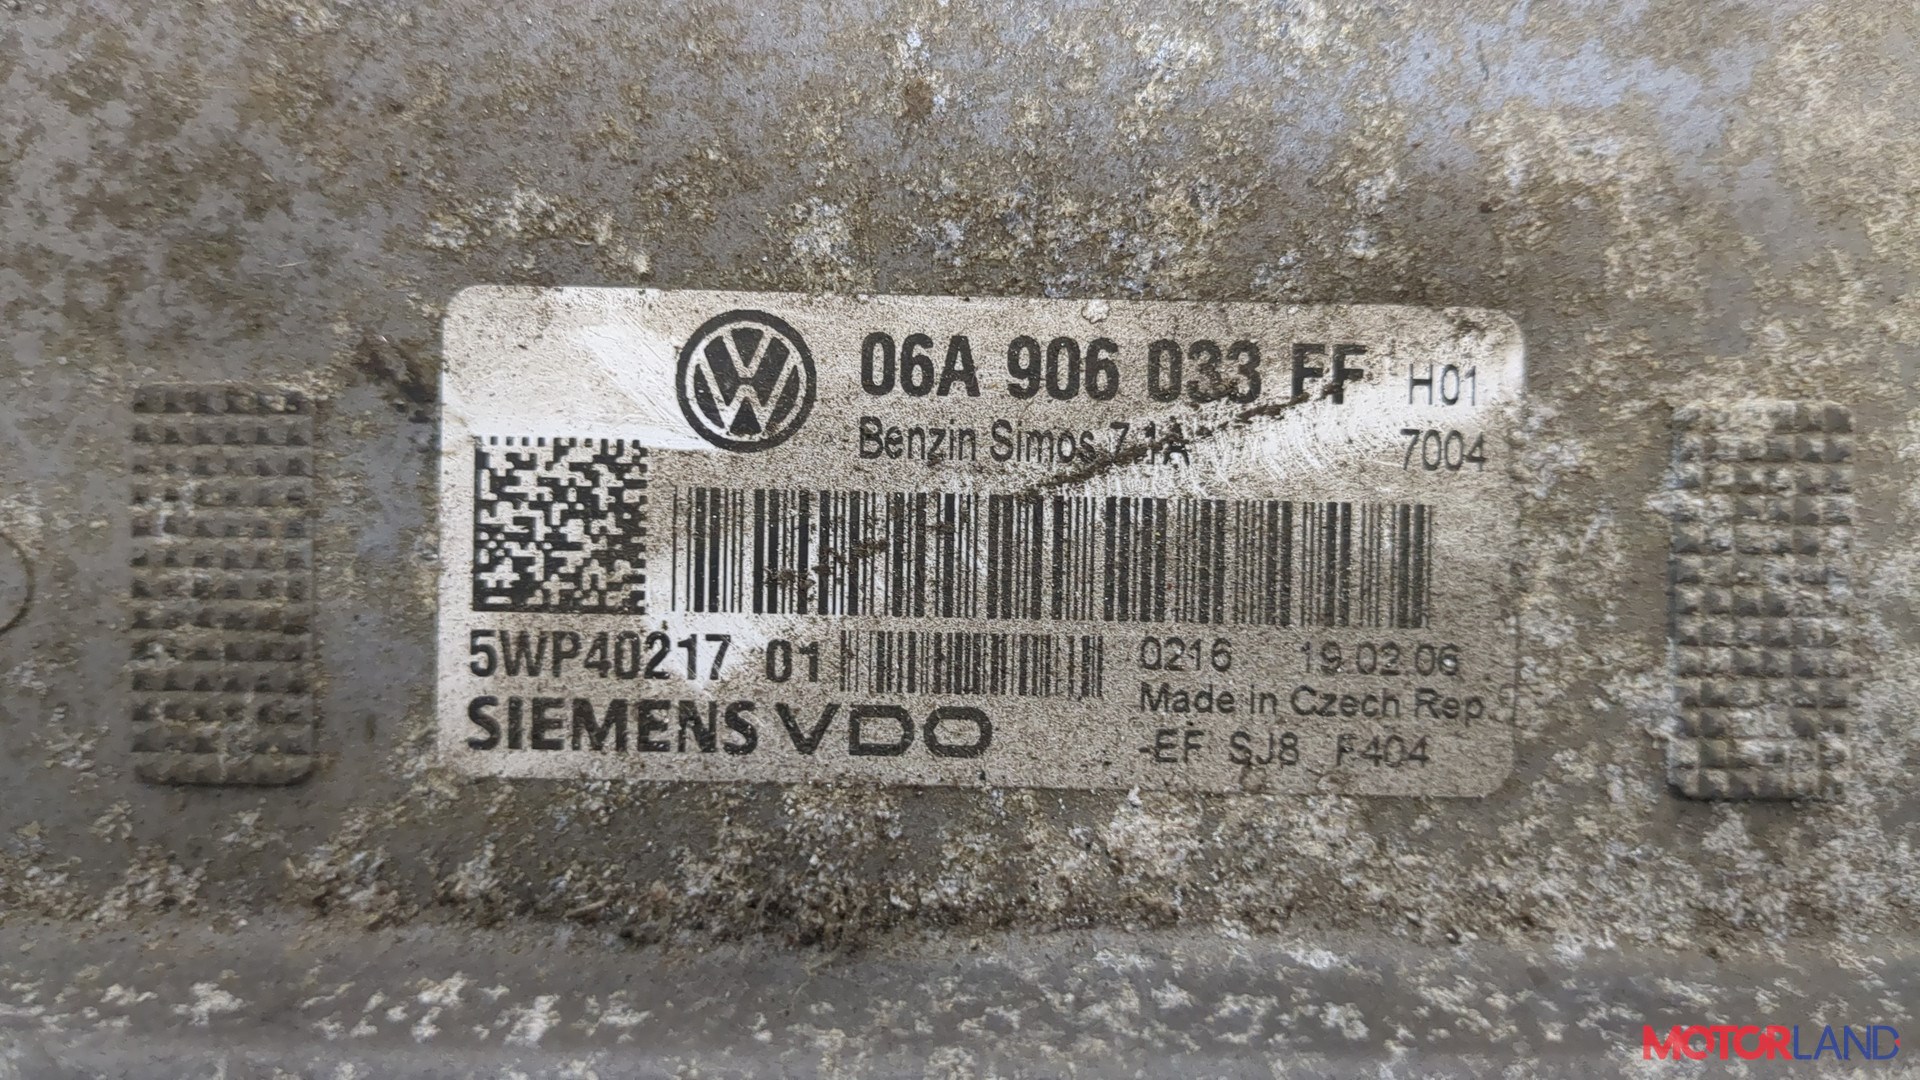 06A 906 033 EF H01
Benzin Simos 7.1A 7004
5WP40217 01 0216 19.02.06
SIEMENS VDO Made in Czech Rep.
-EF SJ8 F404
MOTORLAND